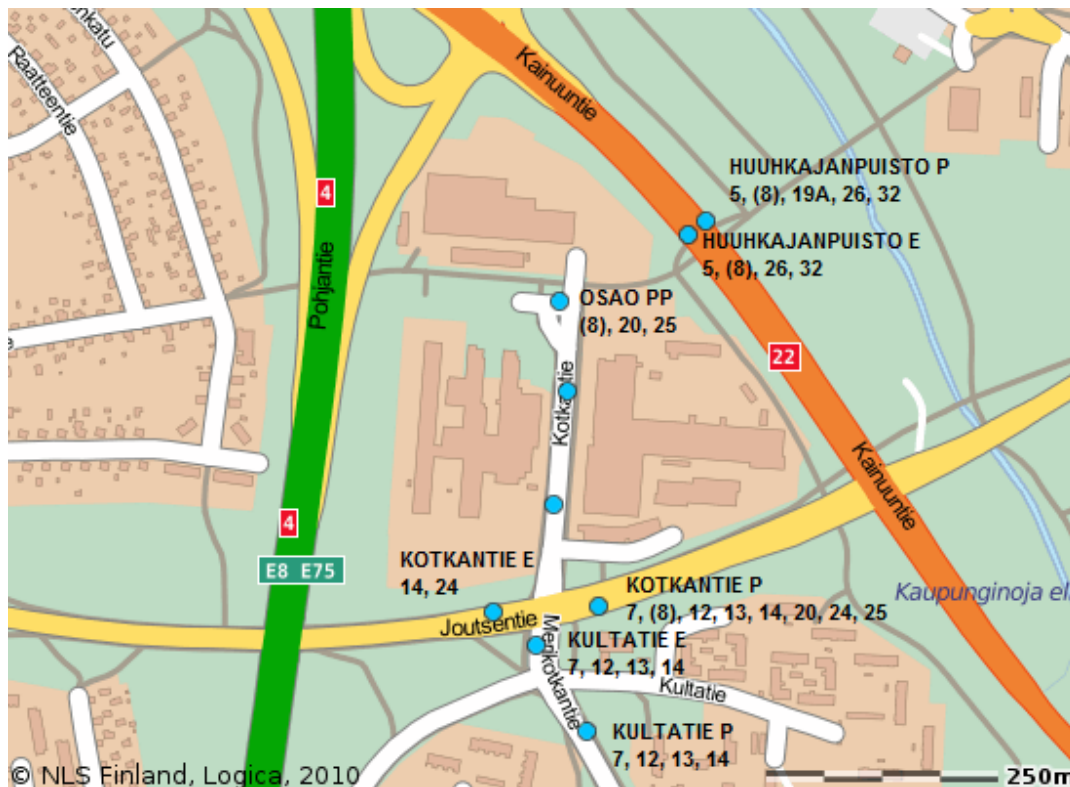 nkatu
Raatteentie
Kainuuntie
4
HUUHKAJANPUISTO P
5, (8), 19A, 26, 32
HUUHKAJANPUISTO E
5, (8), 26, 32
Pohjantie
OSAO PP
(8), 20, 25
22
Kotkantie
Kainuuntie
4
E8 E75
KOTKANTIE E
14, 24
KOTKANTIE P
7, (8), 12, 13, 14, 20, 24, 25
Kaupunginoja eli
Joutsentie
Merikotkantie
KULTATIE E
7, 12, 13, 14
Kultatie
KULTATIE P
7, 12, 13, 14
© NLS Finland, Logica, 2010
250m